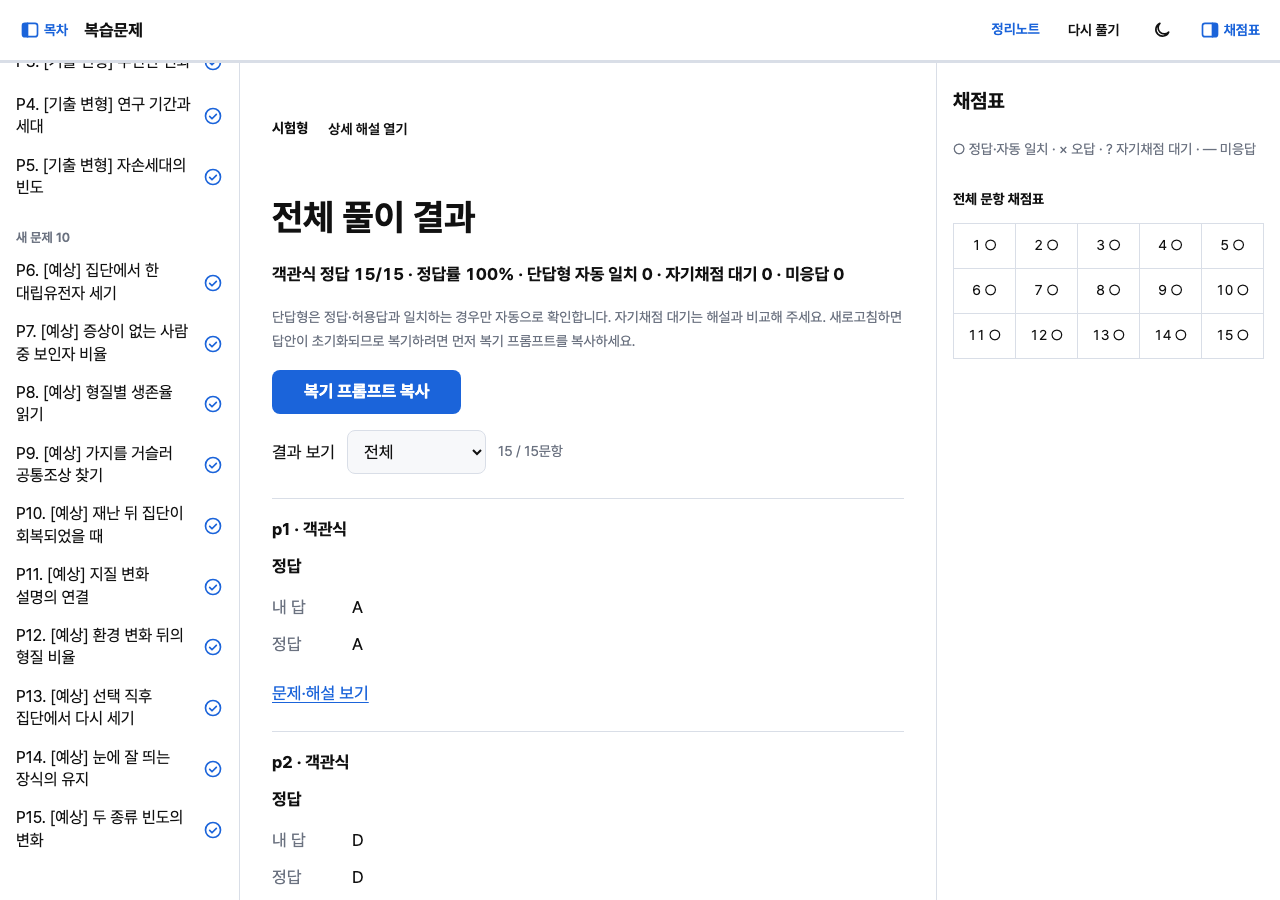 목차
복습문제
정리노트
다시 풀기
채점표
P4. [기출 변형] 연구 기간과
세대
P5. [기출 변형] 자손세대의
빈도
새 문제 10
P6. [예상] 집단에서 한
대립유전자 세기
P7. [예상] 증상이 없는 사람
중 보인자 비율
P8. [예상] 형질별 생존율
읽기
P9. [예상] 가지를 거슬러
공통조상 찾기
P10. [예상] 재난 뒤 집단이
회복되었을 때
P11. [예상] 지질 변화
설명의 연결
P12. [예상] 환경 변화 뒤의
형질 비율
P13. [예상] 선택 직후
집단에서 다시 세기
P14. [예상] 눈에 잘 띄는
장식의 유지
P15. [예상] 두 종류 빈도의
변화
시험형
상세 해설 열기
전체 풀이 결과
객관식 정답 15/15 · 정답률 100% · 단답형 자동 일치 0 · 자기채점 대기 0 · 미응답 0
단답형은 정답·허용답과 일치하는 경우만 자동으로 확인합니다. 자기채점 대기는 해설과 비교해 주세요. 새로고침하면
답안이 초기화되므로 복기하려면 먼저 복기 프롬프트를 복사하세요.
복기 프롬프트 복사
결과 보기
전체
15 / 15문항
p1 · 객관식
정답
내 답 A
정답 A
문제·해설 보기
p2 · 객관식
정답
내 답 D
정답 D
채점표
○ 정답·자동 일치 · × 오답 · ? 자기채점 대기 · — 미응답
전체 문항 채점표
1 ○ 2 ○ 3 ○ 4 ○ 5 ○
6 ○ 7 ○ 8 ○ 9 ○ 10 ○
11 ○ 12 ○ 13 ○ 14 ○ 15 ○